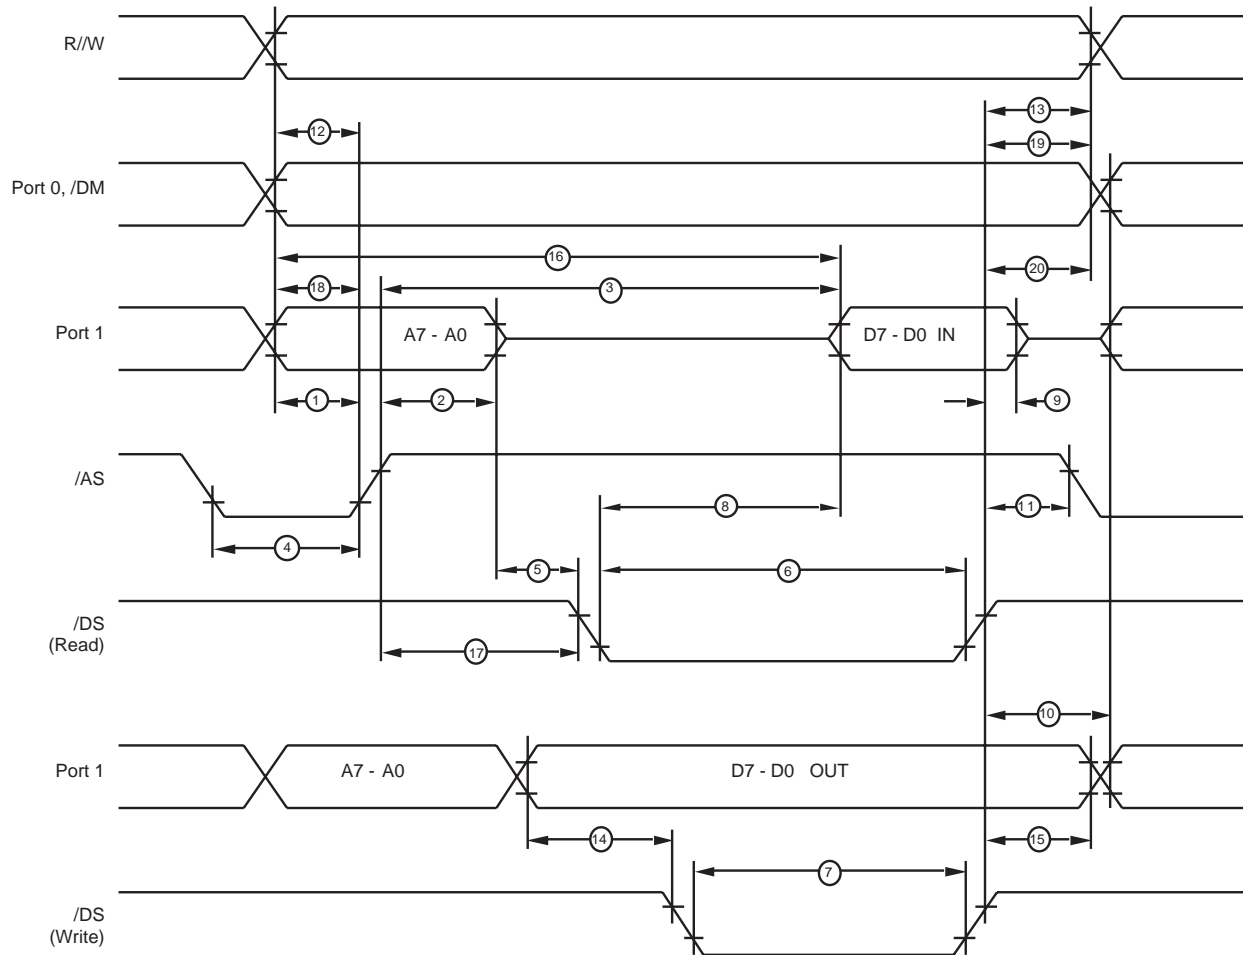 R//W
12
13
19
Port 0, /DM
16
18
3
20
Port 1
A7 - A0
D7 - D0 IN
1
2
9
/AS
8
11
4
5
6
/DS
(Read)
17
10
Port 1
A7 - A0
D7 - D0 OUT
14
15
7
/DS
(Write)